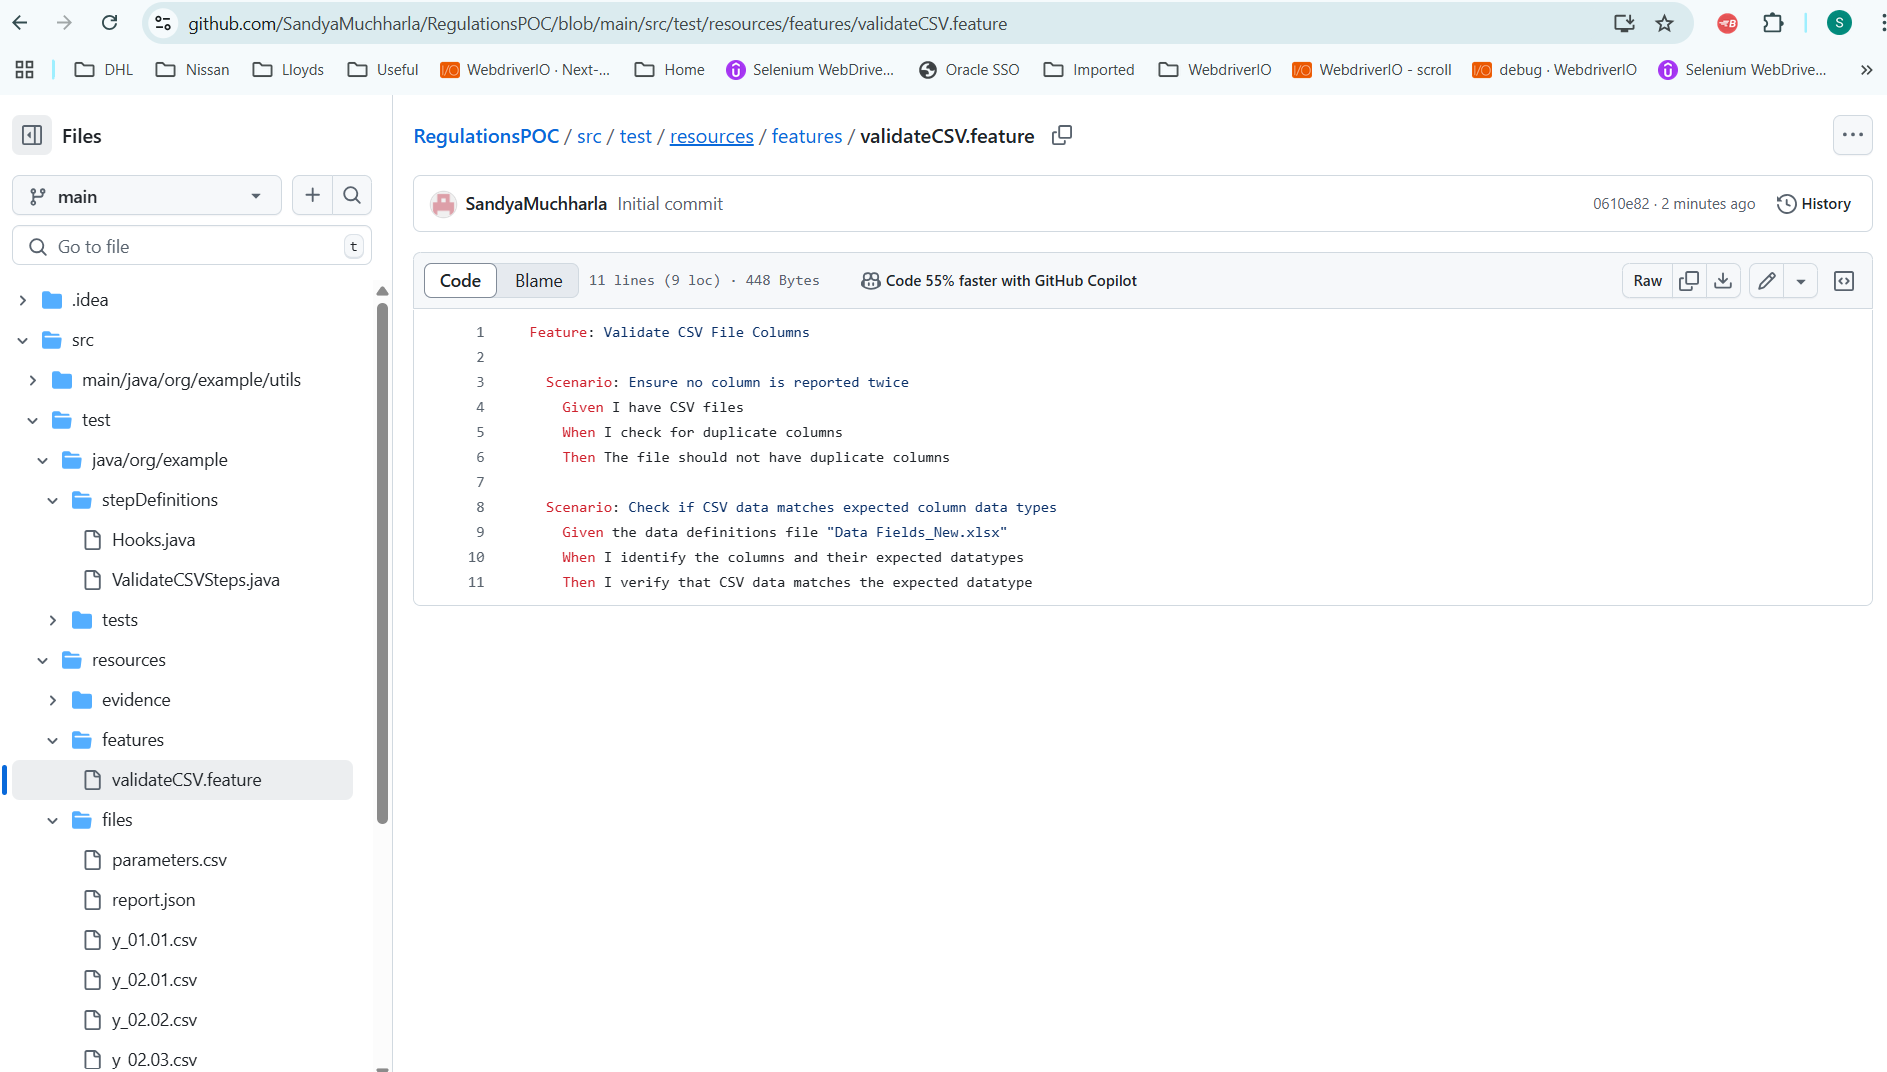 github.com/SandyaMuchharla/RegulationsPOC/blob/main/src/test/resources/features/validateCSV.feature
S
DHL
Nissan
Lloyds
Useful
WebdriverIO · Next-...
Home
Selenium WebDrive...
Oracle SSO
Imported
WebdriverIO
WebdriverIO - scroll
debug · WebdriverIO
Selenium WebDrive...
Files
main
Go to file
t
.idea
src
main/java/org/example/utils
test
java/org/example
stepDefinitions
Hooks.java
ValidateCSVSteps.java
tests
resources
evidence
features
validateCSV.feature
files
parameters.csv
report.json
y_01.01.csv
y_02.01.csv
y_02.02.csv
y_02.03.csv
RegulationsPOC / src / test / resources / features / validateCSV.feature
SandyaMuchharla Initial commit
0610e82 · 2 minutes ago
History
Code
Blame
11 lines (9 loc) · 448 Bytes
Code 55% faster with GitHub Copilot
Raw
1 Feature: Validate CSV File Columns
2
3 Scenario: Ensure no column is reported twice
4 Given I have CSV files
5 When I check for duplicate columns
6 Then The file should not have duplicate columns
7
8 Scenario: Check if CSV data matches expected column data types
9 Given the data definitions file "Data Fields_New.xlsx"
10 When I identify the columns and their expected datatypes
11 Then I verify that CSV data matches the expected datatype